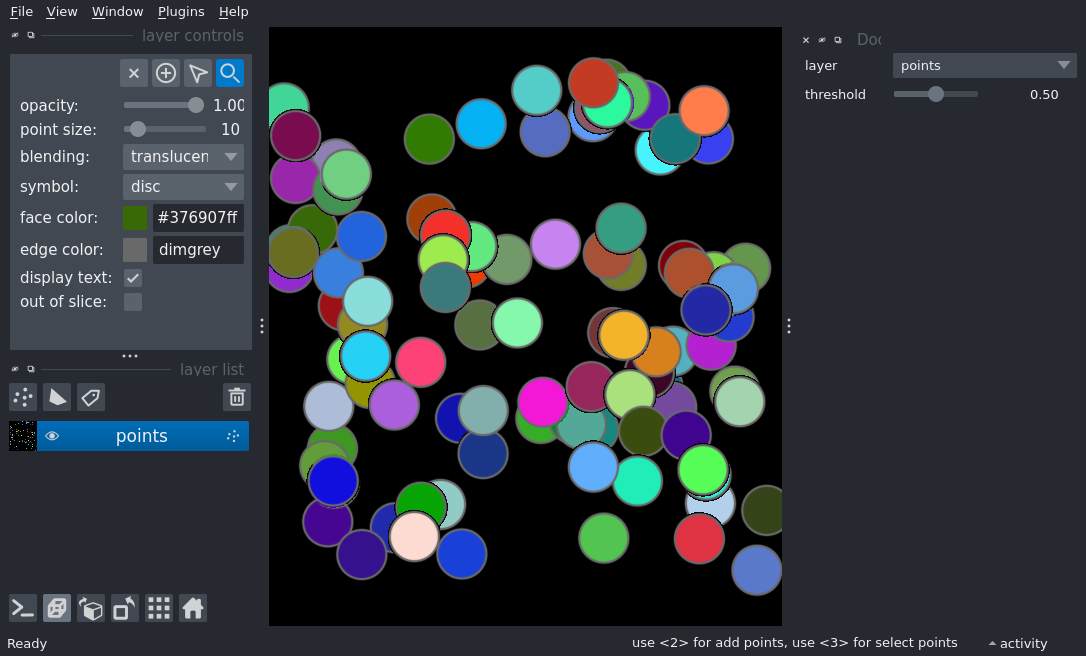 File View Window Plugins Help
layer controls
opacity: 1.00
point size: 10
blending: translucen
symbol: disc
face color: #376907ff
edge color: dimgrey
display text:
out of slice:
layer list
points
Doc
layer points
threshold 0.50
Ready
use <2> for add points, use <3> for select points
activity